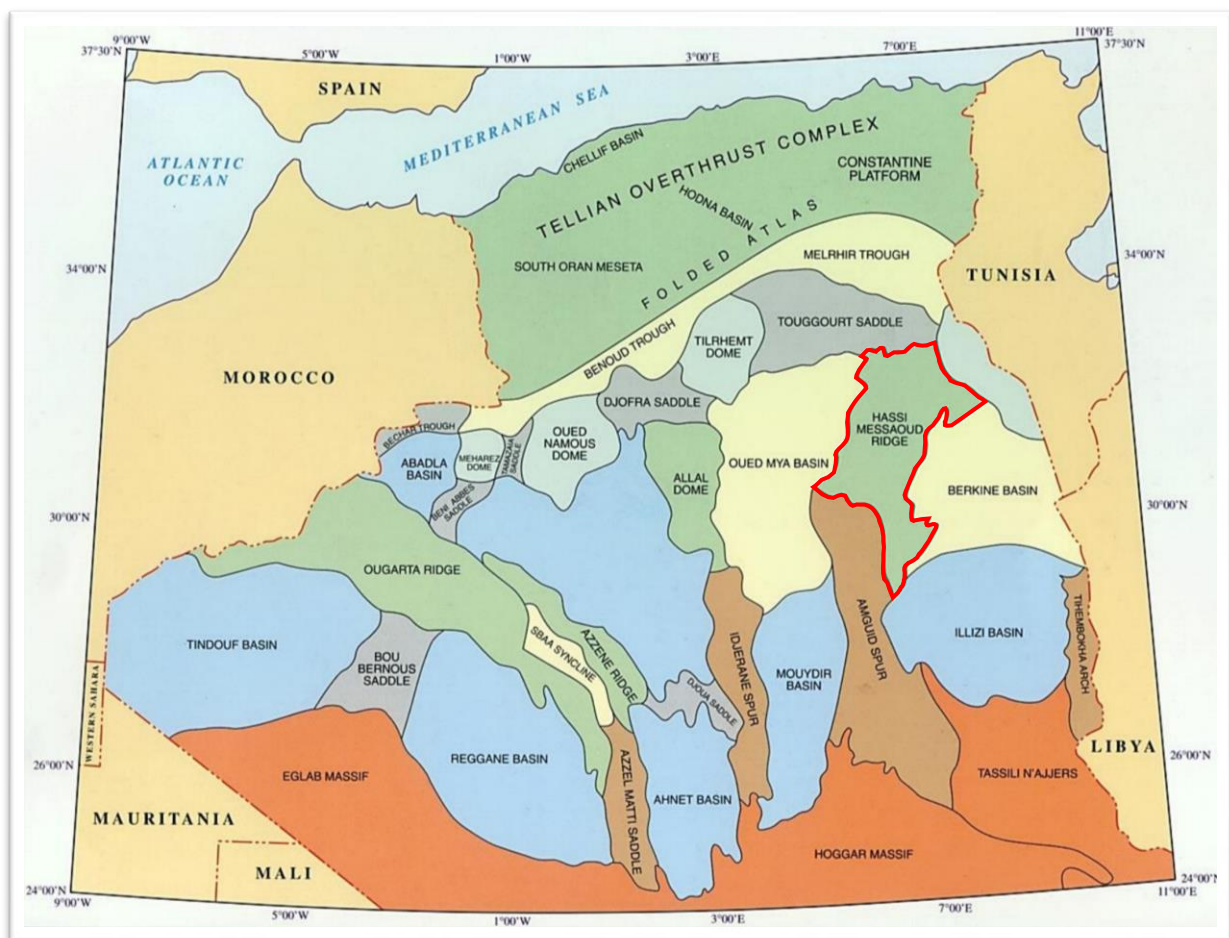 9°00'W
37°30'N
5°00'W
1°00'W
3°00'E
7°00'E
11°00'E
37°30'N
SPAIN
MEDITERRANEAN SEA
ATLANTIC
OCEAN
CHELLIF BASIN
TELLIAN OVERTHRUST COMPLEX
CONSTANTINE
PLATFORM
HODNA BASIN
FOLDED ATLAS
SOUTH ORAN MESETA
MELRHIR TROUGH
34°00'N
34°00'N
TUNISIA
TOUGGOURT SADDLE
TILRHEMT
DOME
BENOUD TROUGH
MOROCCO
DJOFRA SADDLE
HASSI
MESSAOUD
RIDGE
BECHAR TROUGH
OUED
NAMOUS
DOME
ABADLA
BASIN
MEHAREZ
DOME
TAMAZAIA
SADDLE
OUED MYA BASIN
ALLAL
DOME
BERKINE BASIN
BENI ABBES
SADDLE
30°00'N
30°00'N
OUGARTA RIDGE
TINDOUF BASIN
BOU
BERNOUS
SADDLE
SBAA SYNCLINE
AZZENE RIDGE
IDJERANE SPUR
MOUYDIR
BASIN
AMGUID SPUR
ILLIZI BASIN
TIHEMBOKHA ARCH
DJOUA SADDLE
WESTERN SAHARA
26°00'N
26°00'N
LIBYA
EGLAB MASSIF
REGGANE BASIN
AZZEL MATTI SADDLE
AHNET BASIN
TASSILI N'AJJERS
MAURITANIA
HOGGAR MASSIF
MALI
24°00'N
9°00'W
5°00'W
1°00'W
3°00'E
7°00'E
24°00'N
11°00'E